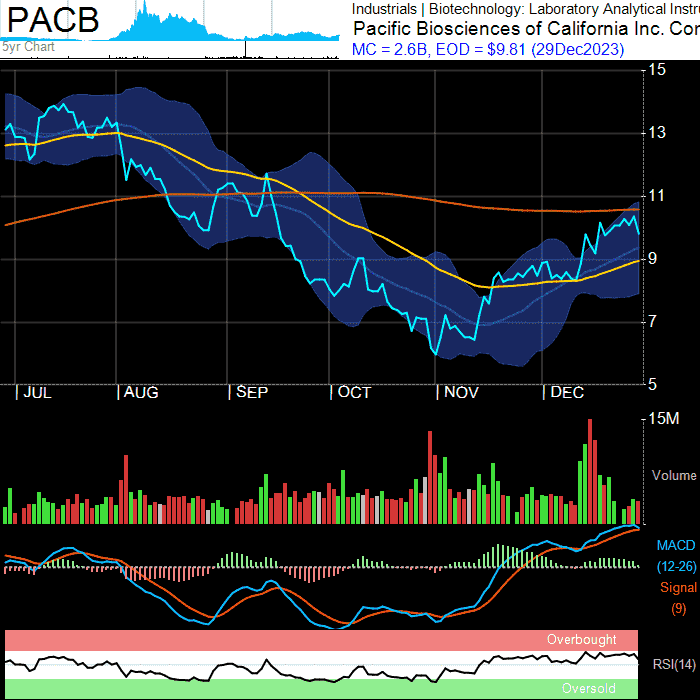 PACB
5yr Chart
Industrials | Biotechnology: Laboratory Analytical Instru
Pacific Biosciences of California Inc. Com
MC = 2.6B, EOD = $9.81 (29Dec2023)
15
13
11
9
7
5
| JUL | AUG | SEP | OCT | NOV | DEC
15M
Volume
MACD
(12-26)
Signal
(9)
Overbought
RSI(14)
Oversold